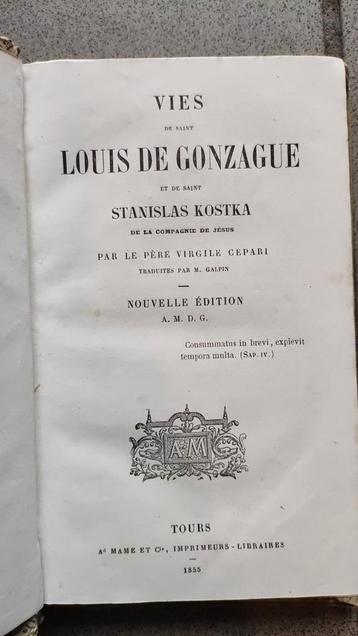 VIES
DE SAINT
LOUIS DE GONZAGUE
ET DE SAINT
STANISLAS KOSTKA
DE LA COMPAGNIE DE JÉSUS
PAR LE PÈRE VIRGILE CEPARI
TRADUITES PAR M. GALPIN
NOUVELLE ÉDITION
A. M. D. G.
Consummatus in brevi, explevit
tempora multa. (SAP. IV.)
A M
TOURS
Ad MAME ET Cie, IMPRIMEURS-LIBRAIRES
1855